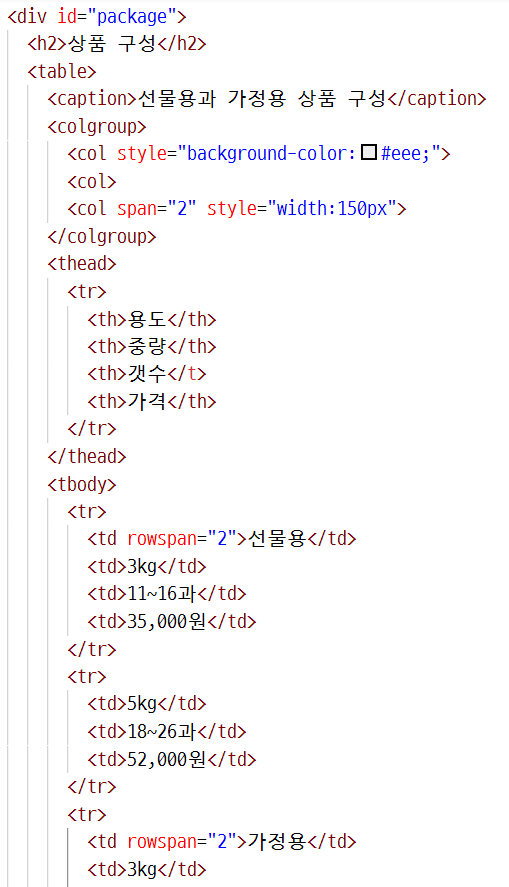 <div id="package">
<h2>상품 구성</h2>
<table>
<caption>선물용과 가정용 상품 구성</caption>
<colgroup>
<col style="background-color:#eee;">
<col>
<col span="2" style="width:150px">
</colgroup>
<thead>
<tr>
<th>용도</th>
<th>중량</th>
<th>갯수</t>
<th>가격</th>
</tr>
</thead>
<tbody>
<tr>
<td rowspan="2">선물용</td>
<td>3kg</td>
<td>11~16과</td>
<td>35,000원</td>
</tr>
<tr>
<td>5kg</td>
<td>18~26과</td>
<td>52,000원</td>
</tr>
<tr>
<td rowspan="2">가정용</td>
<td>3kg</td>